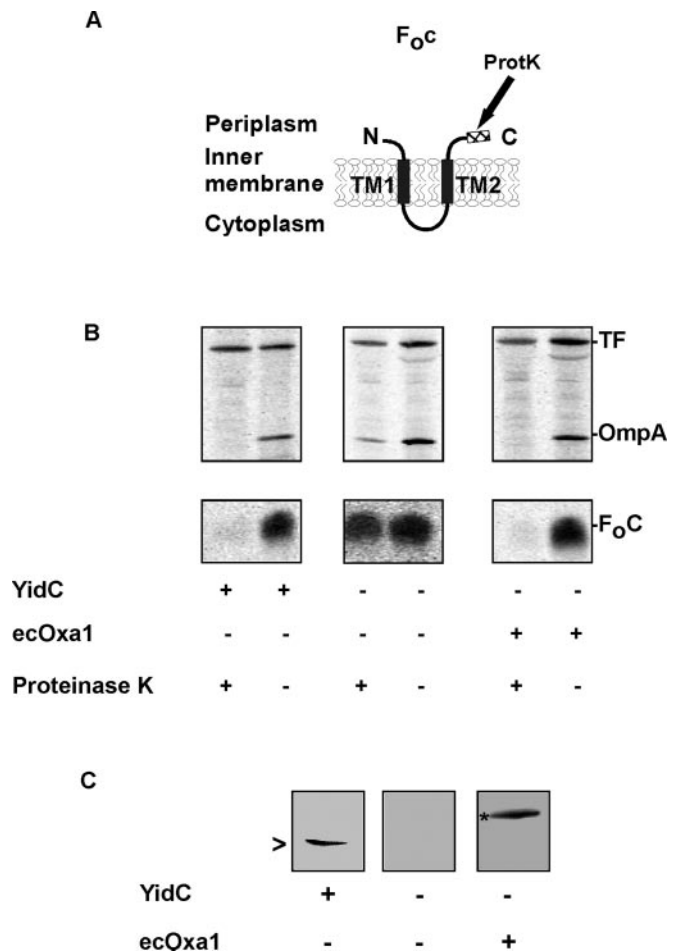 A
FOC
ProtK
Periplasm
N
C
Inner
membrane
TM1
TM2
Cytoplasm
B
-TF
-OmpA
-FOC
YidC + + - - - -
ecOxa1 - - - - + +
Proteinase K + - + - + -
C
>
*
YidC + - -
ecOxa1 - - +